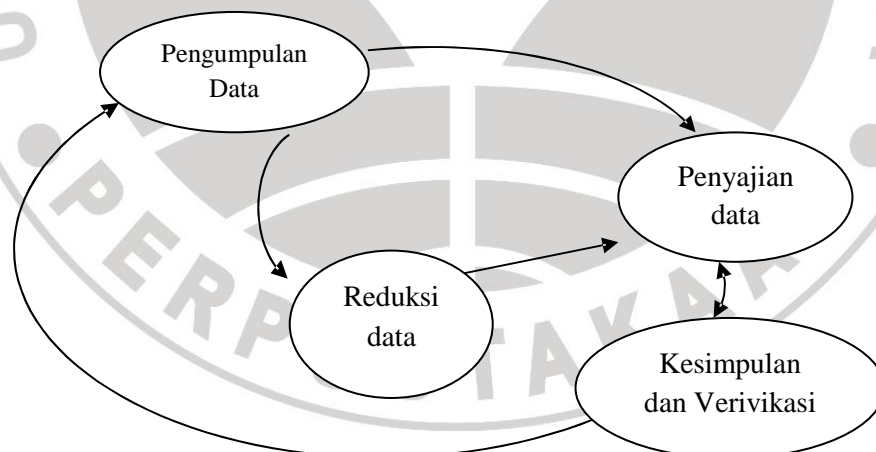 Pengumpulan
Data
Penyajian
data
Reduksi
data
Kesimpulan
dan Verivikasi